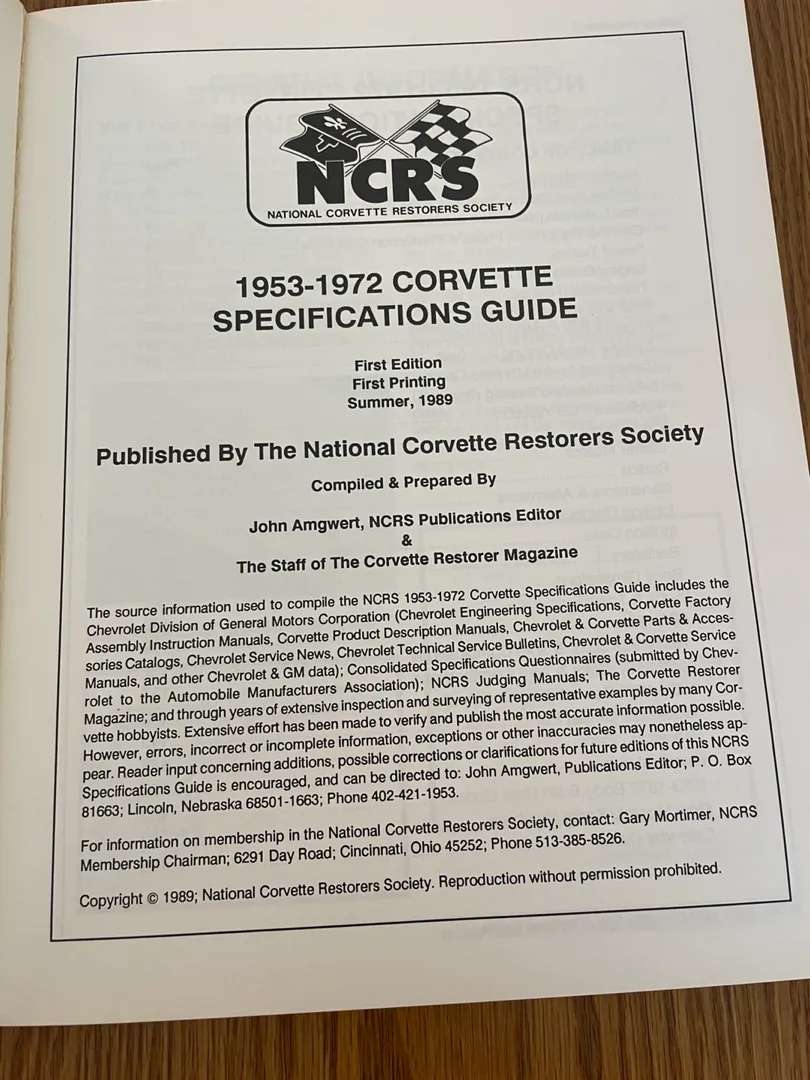 NCRS
NATIONAL CORVETTE RESTORERS SOCIETY
1953-1972 CORVETTE
SPECIFICATIONS GUIDE
First Edition
First Printing
Summer, 1989
Published By The National Corvette Restorers Society
Compiled & Prepared By
John Amgwert, NCRS Publications Editor
&
The Staff of The Corvette Restorer Magazine
The source information used to compile the NCRS 1953-1972 Corvette Specifications Guide includes the
Chevrolet Division of General Motors Corporation (Chevrolet Engineering Specifications, Corvette Factory
Assembly Instruction Manuals, Corvette Product Description Manuals, Chevrolet & Corvette Parts & Acces-
sories Catalogs, Chevrolet Service News, Chevrolet Technical Service Bulletins, Chevrolet & Corvette Service
Manuals, and other Chevrolet & GM data); Consolidated Specifications Questionnaires (submitted by Chev-
rolet to the Automobile Manufacturers Association); NCRS Judging Manuals; The Corvette Restorer
Magazine; and through years of extensive inspection and surveying of representative examples by many Cor-
vette hobbyists. Extensive effort has been made to verify and publish the most accurate information possible.
However, errors, incorrect or incomplete information, exceptions or other inaccuracies may nonetheless ap-
pear. Reader input concerning additions, possible corrections or clarifications for future editions of this NCRS
Specifications Guide is encouraged, and can be directed to: John Amgwert, Publications Editor; P. O. Box
81663; Lincoln, Nebraska 68501-1663; Phone 402-421-1953.
For information on membership in the National Corvette Restorers Society, contact: Gary Mortimer, NCRS
Membership Chairman; 6291 Day Road; Cincinnati, Ohio 45252; Phone 513-385-8526.
Copyright © 1989; National Corvette Restorers Society. Reproduction without permission prohibited.